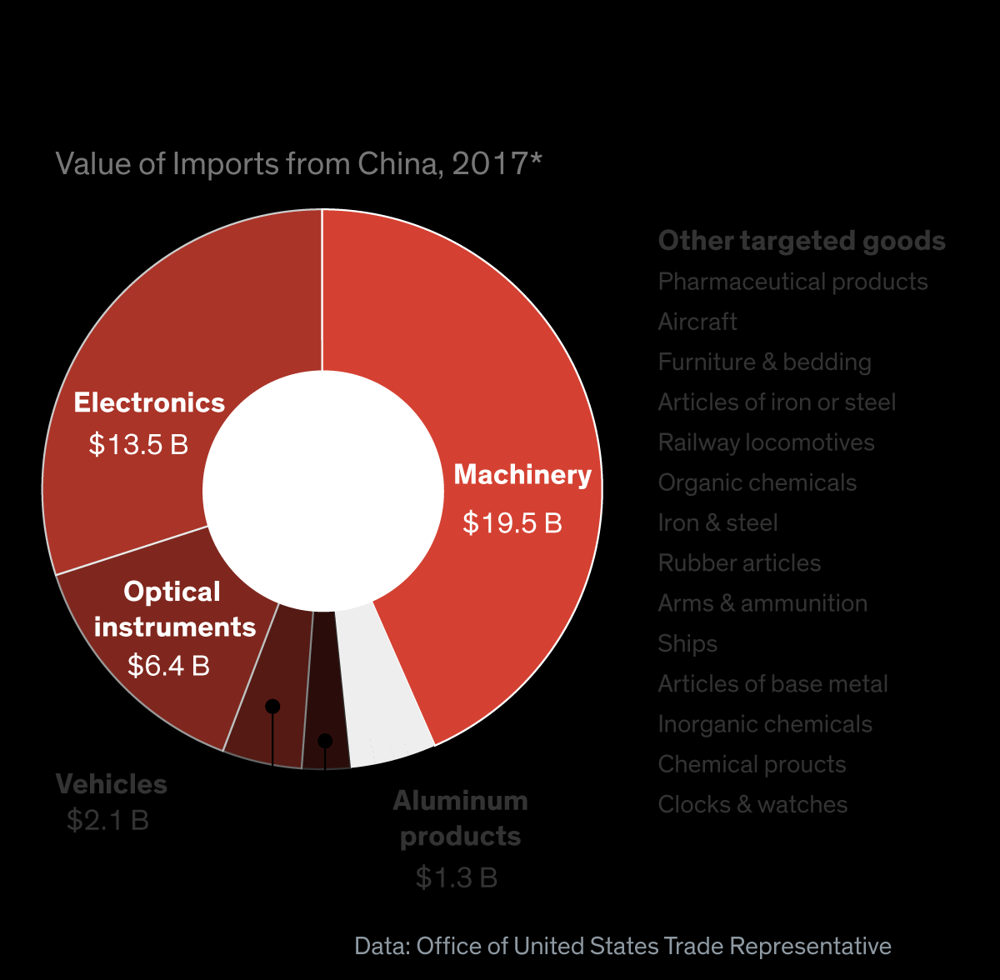 Value of Imports from China, 2017*
Electronics
$13.5 B
Machinery
$19.5 B
Optical
instruments
$6.4 B
Vehicles
$2.1 B
Aluminum
products
$1.3 B
Other targeted goods
Pharmaceutical products
Aircraft
Furniture & bedding
Articles of iron or steel
Railway locomotives
Organic chemicals
Iron & steel
Rubber articles
Arms & ammunition
Ships
Articles of base metal
Inorganic chemicals
Chemical proucts
Clocks & watches
Data: Office of United States Trade Representative